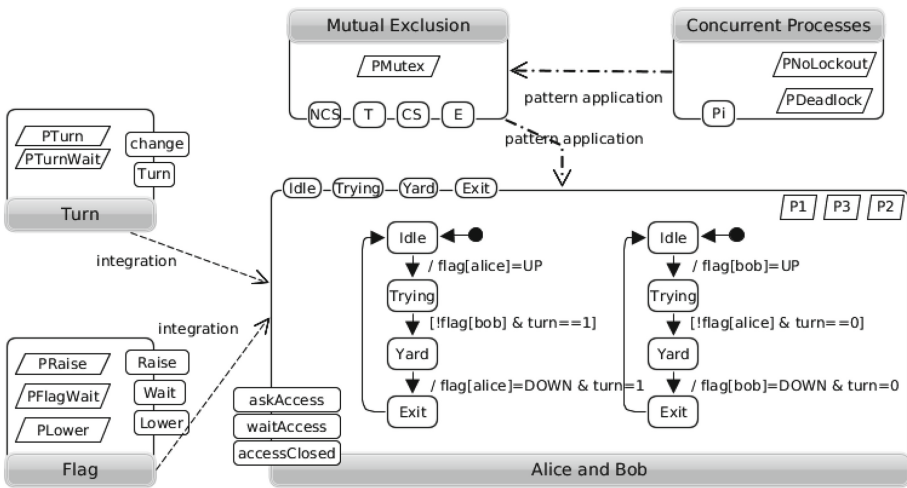 Mutual Exclusion
Concurrent Processes
PMutex
PNoLockout
PDeadlock
pattern application
NCS
T
CS
E
Pi
pattern application
PTurn
PTurnWait
change
Turn
Turn
integration
Idle
Trying
Yard
Exit
P1
P3
P2
Idle
/ flag[alice]=UP
Trying
[!flag[bob] & turn==1]
Yard
/ flag[alice]=DOWN & turn=1
Exit
Idle
/ flag[bob]=UP
Trying
[!flag[alice] & turn==0]
Yard
/ flag[bob]=DOWN & turn=0
Exit
integration
PRaise
PFlagWait
PLower
Raise
Wait
Lower
Flag
askAccess
waitAccess
accessClosed
Alice and Bob